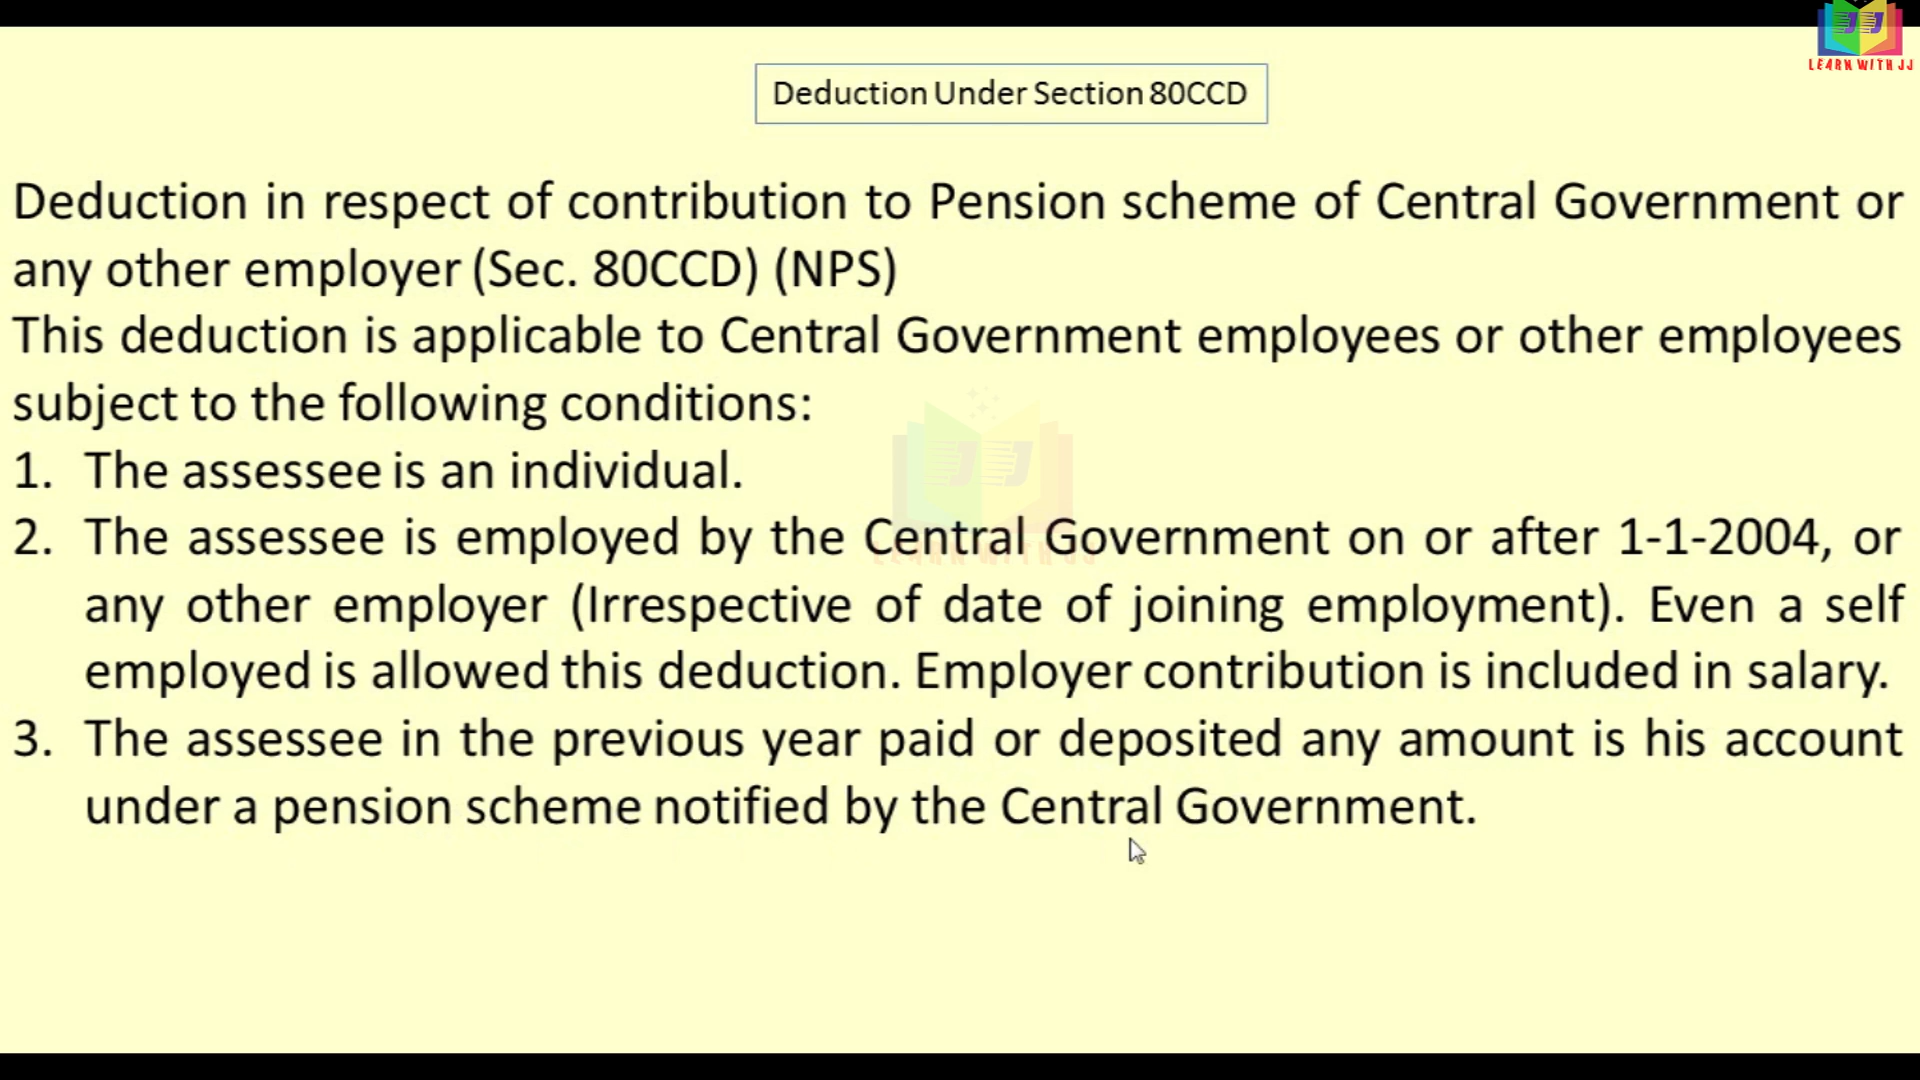 LEARN WITH JJ
Deduction Under Section 80CCD
Deduction in respect of contribution to Pension scheme of Central Government or
any other employer (Sec. 80CCD) (NPS)
This deduction is applicable to Central Government employees or other employees
subject to the following conditions:
1. The assessee is an individual.
2. The assessee is employed by the Central Government on or after 1-1-2004, or
any other employer (Irrespective of date of joining employment). Even a self
employed is allowed this deduction. Employer contribution is included in salary.
3. The assessee in the previous year paid or deposited any amount is his account
under a pension scheme notified by the Central Government.
JJ
LEARN WITH JJ